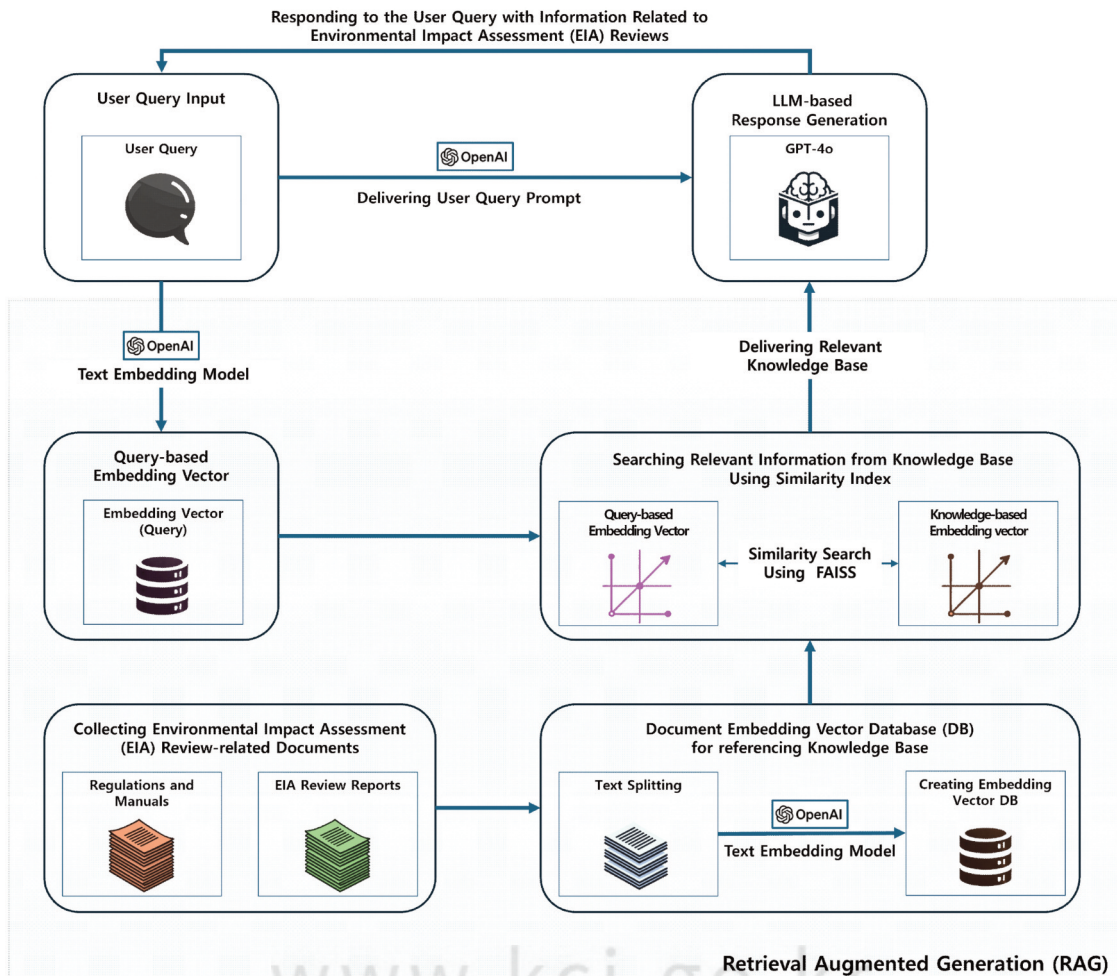 Responding to the User Query with Information Related to
Environmental Impact Assessment (EIA) Reviews
User Query Input
User Query
OpenAI
Delivering User Query Prompt
LLM-based
Response Generation
GPT-4o
OpenAI
Text Embedding Model
Delivering Relevant
Knowledge Base
Query-based
Embedding Vector
Embedding Vector
(Query)
Searching Relevant Information from Knowledge Base
Using Similarity Index
Query-based
Embedding Vector
Similarity Search
Using FAISS
Knowledge-based
Embedding vector
Collecting Environmental Impact Assessment
(EIA) Review-related Documents
Regulations and
Manuals
EIA Review Reports
Document Embedding Vector Database (DB)
for referencing Knowledge Base
Text Splitting
OpenAI
Text Embedding Model
Creating Embedding
Vector DB
Retrieval Augmented Generation (RAG)